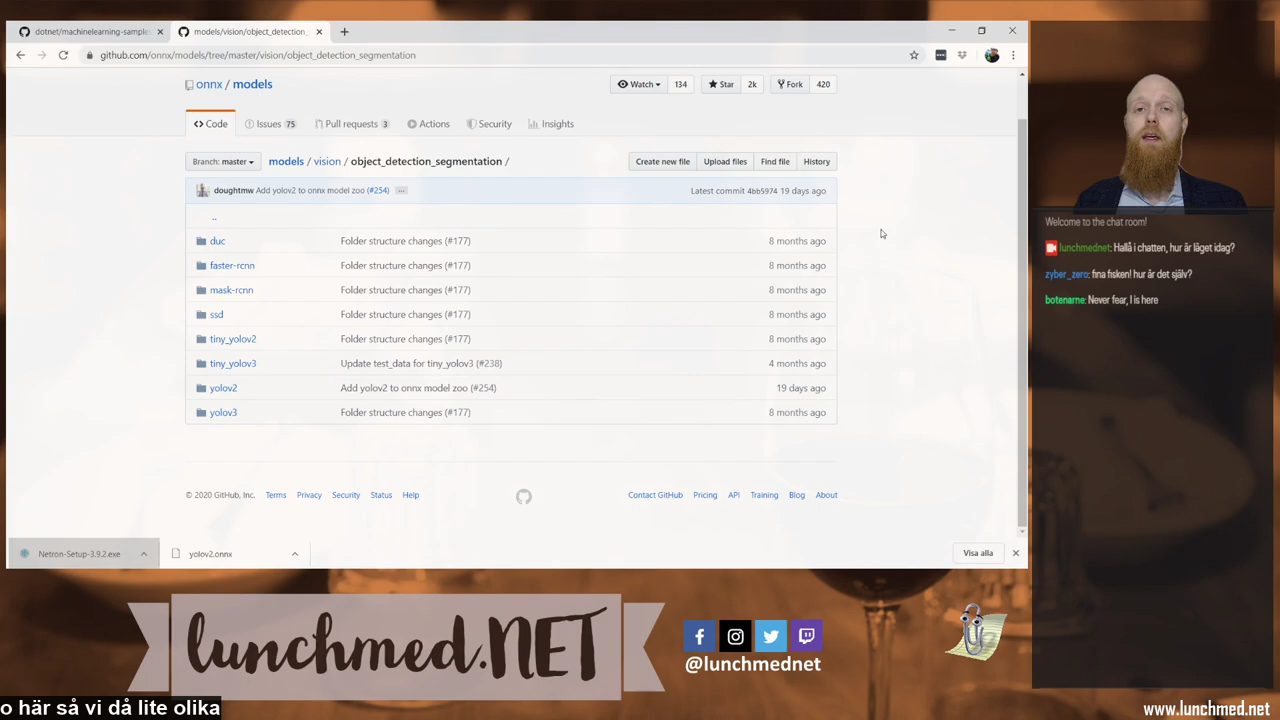 dotnet/machinelearning-samples
models/vision/object_detection_
github.com/onnx/models/tree/master/vision/object_detection_segmentation
onnx / models
Watch 134 Star 2k Fork 420
Code Issues 75 Pull requests 3 Actions Security Insights
Branch: master models / vision / object_detection_segmentation / Create new file Upload files Find file History
doughtmw Add yolov2 to onnx model zoo (#254) ... Latest commit 4bb5974 19 days ago
..
duc Folder structure changes (#177) 8 months ago
faster-rcnn Folder structure changes (#177) 8 months ago
mask-rcnn Folder structure changes (#177) 8 months ago
ssd Folder structure changes (#177) 8 months ago
tiny_yolov2 Folder structure changes (#177) 8 months ago
tiny_yolov3 Update test_data for tiny_yolov3 (#238) 4 months ago
yolov2 Add yolov2 to onnx model zoo (#254) 19 days ago
yolov3 Folder structure changes (#177) 8 months ago
© 2020 GitHub, Inc. Terms Privacy Security Status Help Contact GitHub Pricing API Training Blog About
Netron-Setup-3.9.2.exe yolov2.onnx Visa alla
Welcome to the chat room!
lunchmednet: Hallå i chatten, hur är läget idag?
zyber_zero: fina fisken! hur är det själv?
botenarne: Never fear, I is here
lunchmed.NET
@lunchmednet
o här så vi då lite olika
www.lunchmed.net